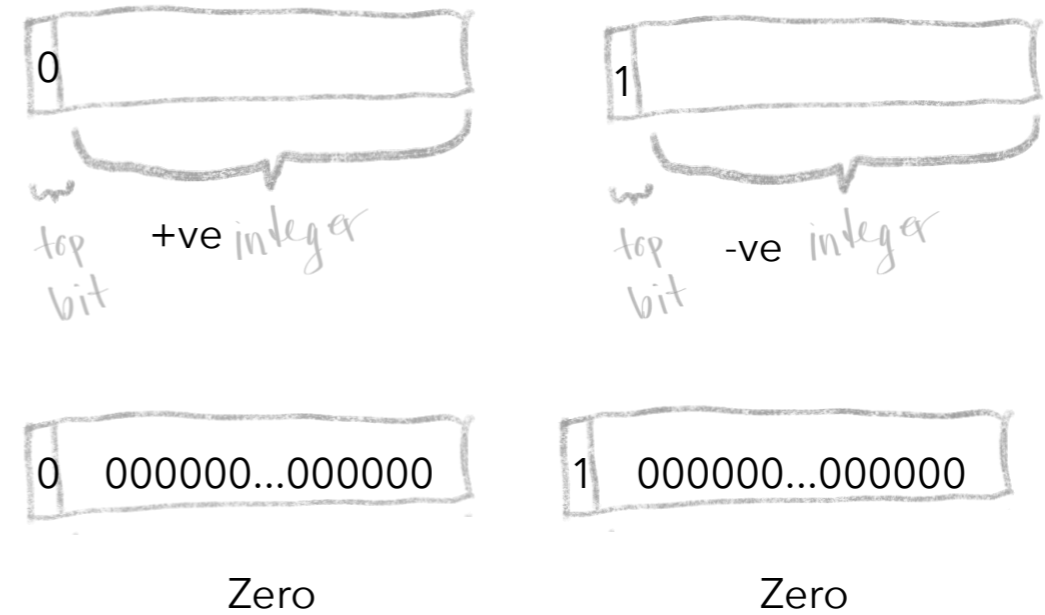 0
1
+ve integer
-ve integer
top
bit
top
bit
0 000000...000000
1 000000...000000
Zero
Zero